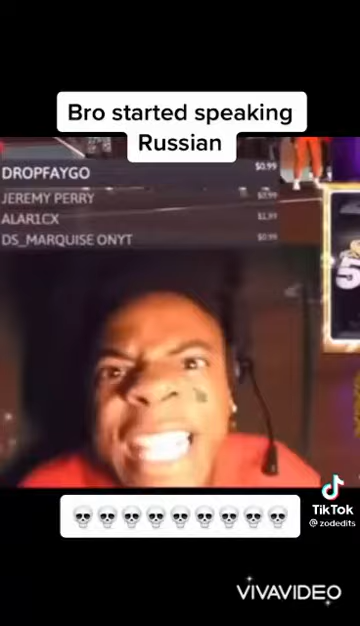 Bro started speaking
Russian
DROPFAYGO $0.99
JEREMY PERRY $0.99
ALAR1CX $1.99
DS_MARQUISE ONYT $0.99
5
💀💀💀💀💀💀💀💀💀
TikTok
@zodedits
VIVAVIDEO